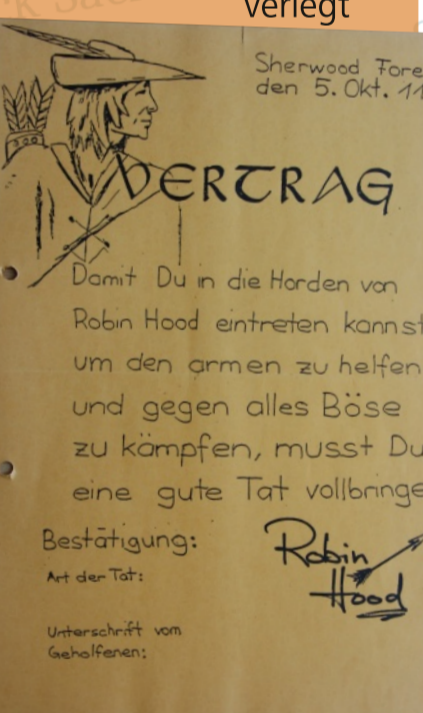 verlegt
Sherwood Fore
den 5. Okt. 11
VERTRAG
Damit Du in die Horden von
Robin Hood eintreten kannst
um den armen zu helfen
und gegen alles Böse
zu kämpfen, musst Du
eine gute Tat vollbringe
Bestätigung:
Robin
Hood
Art der Tat:
Unterschrift vom
Geholfenen: